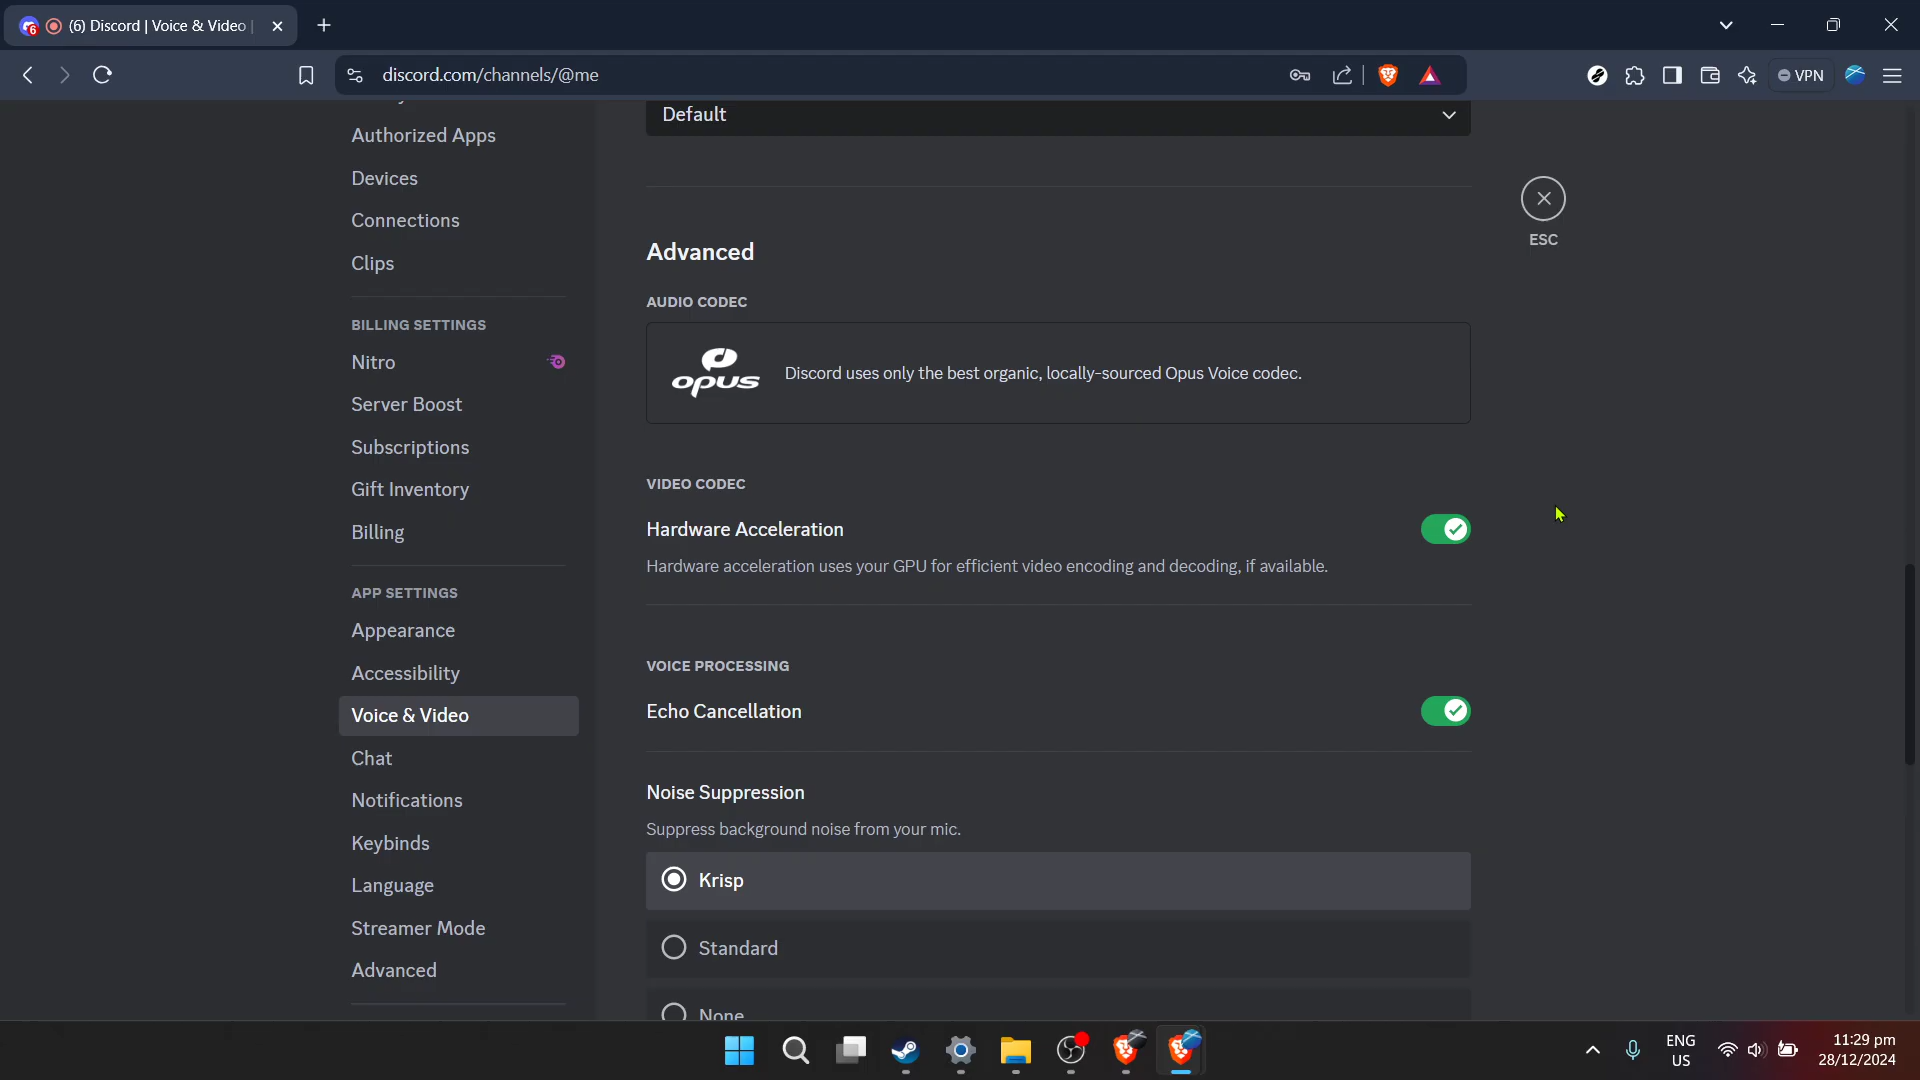 (6) Discord | Voice & Video |
discord.com/channels/@me
VPN
Authorized Apps
Devices
Connections
Clips
BILLING SETTINGS
Nitro
Server Boost
Subscriptions
Gift Inventory
Billing
APP SETTINGS
Appearance
Accessibility
Voice & Video
Chat
Notifications
Keybinds
Language
Streamer Mode
Advanced
Default
ESC
Advanced
AUDIO CODEC
opus
Discord uses only the best organic, locally-sourced Opus Voice codec.
VIDEO CODEC
Hardware Acceleration
Hardware acceleration uses your GPU for efficient video encoding and decoding, if available.
VOICE PROCESSING
Echo Cancellation
Noise Suppression
Suppress background noise from your mic.
Krisp
Standard
None
ENG
US
11:29 pm
28/12/2024